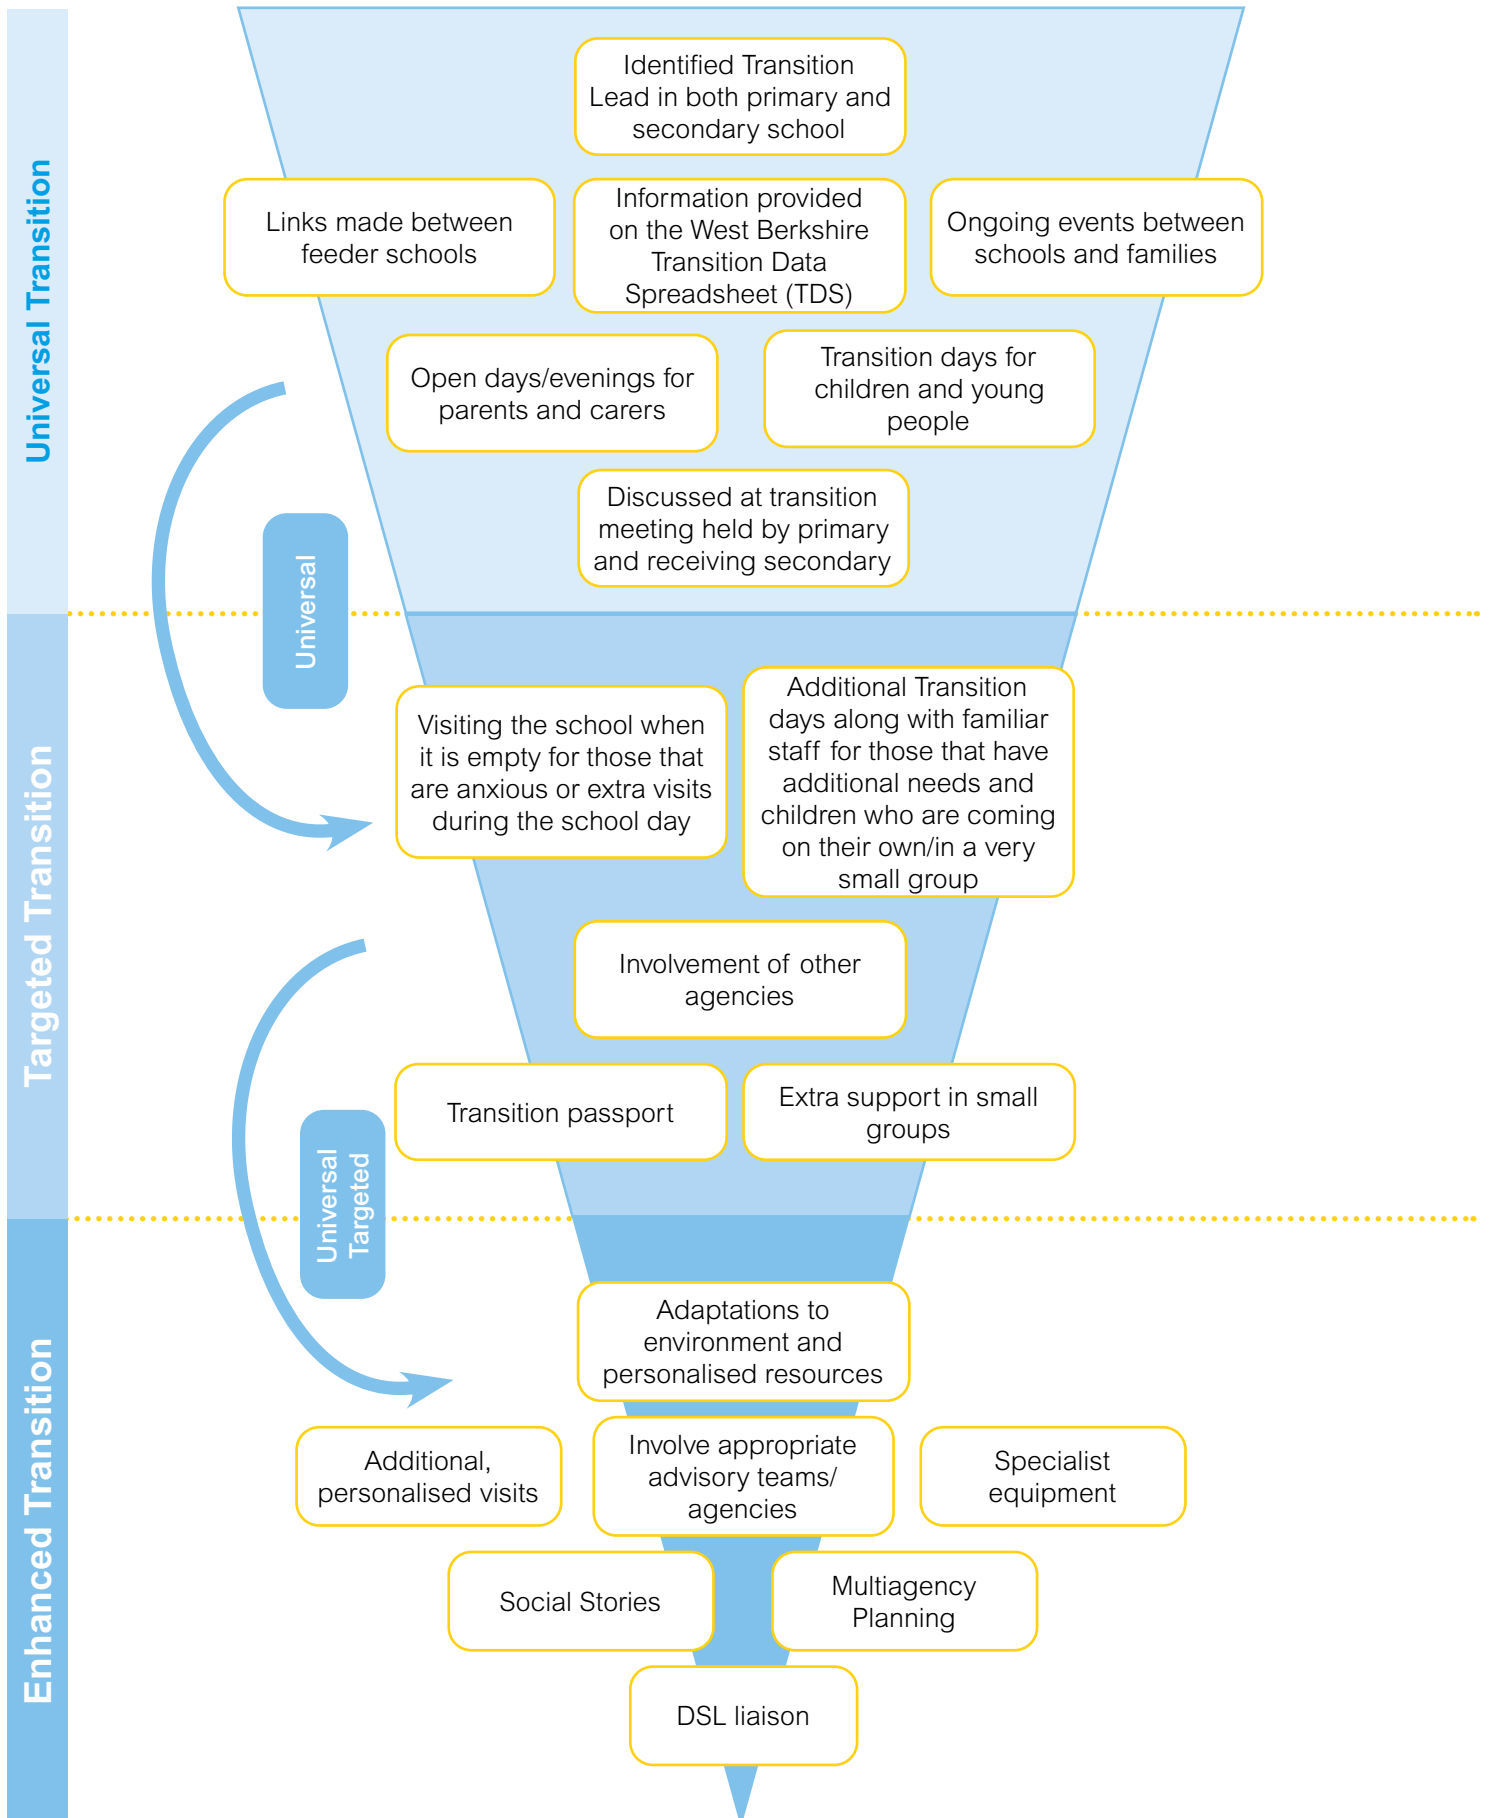 Universal Transition
Identified Transition
Lead in both primary and
secondary school
Links made between
feeder schools
Information provided
on the West Berkshire
Transition Data
Spreadsheet (TDS)
Ongoing events between
schools and families
Open days/evenings for
parents and carers
Transition days for
children and young
people
Discussed at transition
meeting held by primary
and receiving secondary
Universal
Targeted Transition
Visiting the school when
it is empty for those that
are anxious or extra visits
during the school day
Additional Transition
days along with familiar
staff for those that have
additional needs and
children who are coming
on their own/in a very
small group
Involvement of other
agencies
Transition passport
Extra support in small
groups
Universal
Targeted
Enhanced Transition
Adaptations to
environment and
personalised resources
Additional,
personalised visits
Involve appropriate
advisory teams/
agencies
Specialist
equipment
Social Stories
Multiagency
Planning
DSL liaison